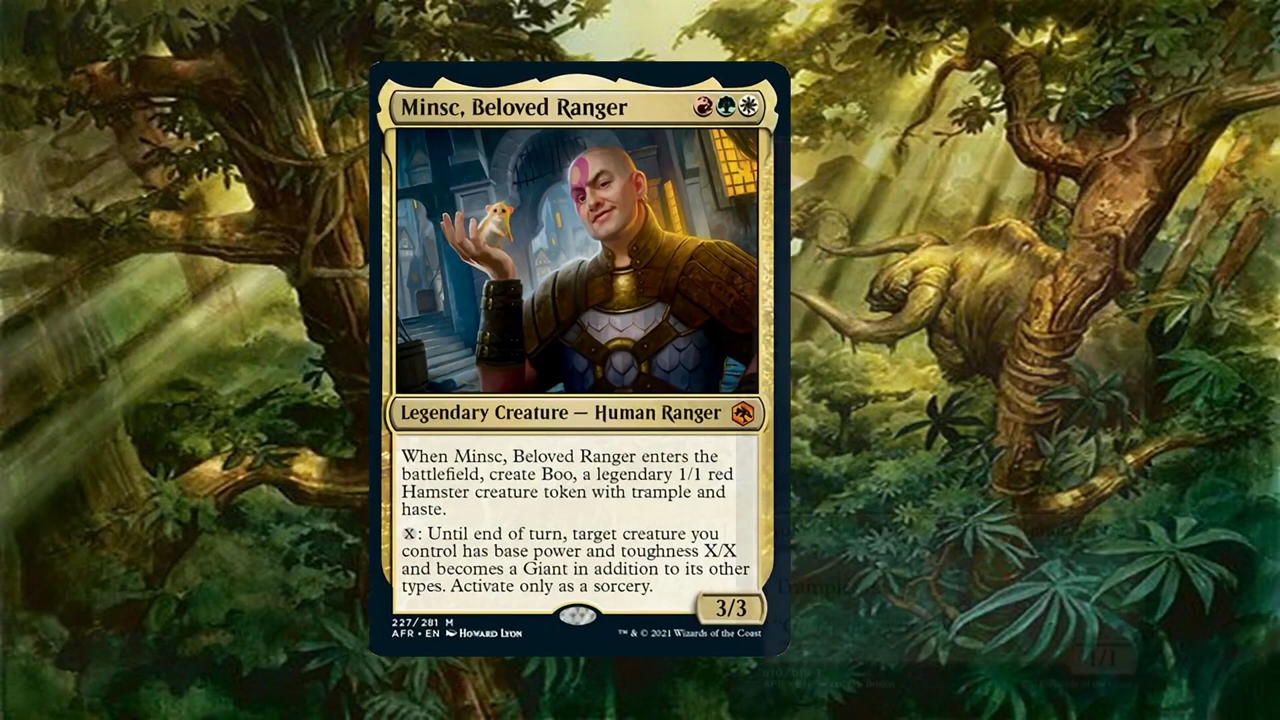 Minsc, Beloved Ranger
Legendary Creature — Human Ranger
When Minsc, Beloved Ranger enters the
battlefield, create Boo, a legendary 1/1 red
Hamster creature token with trample and
haste.
X: Until end of turn, target creature you
control has base power and toughness X/X
and becomes a Giant in addition to its other
types. Activate only as a sorcery.
3/3
227/281 M
AFR • EN Howard Lyon
™ & © 2021 Wizards of the Coast
Trample
1/1